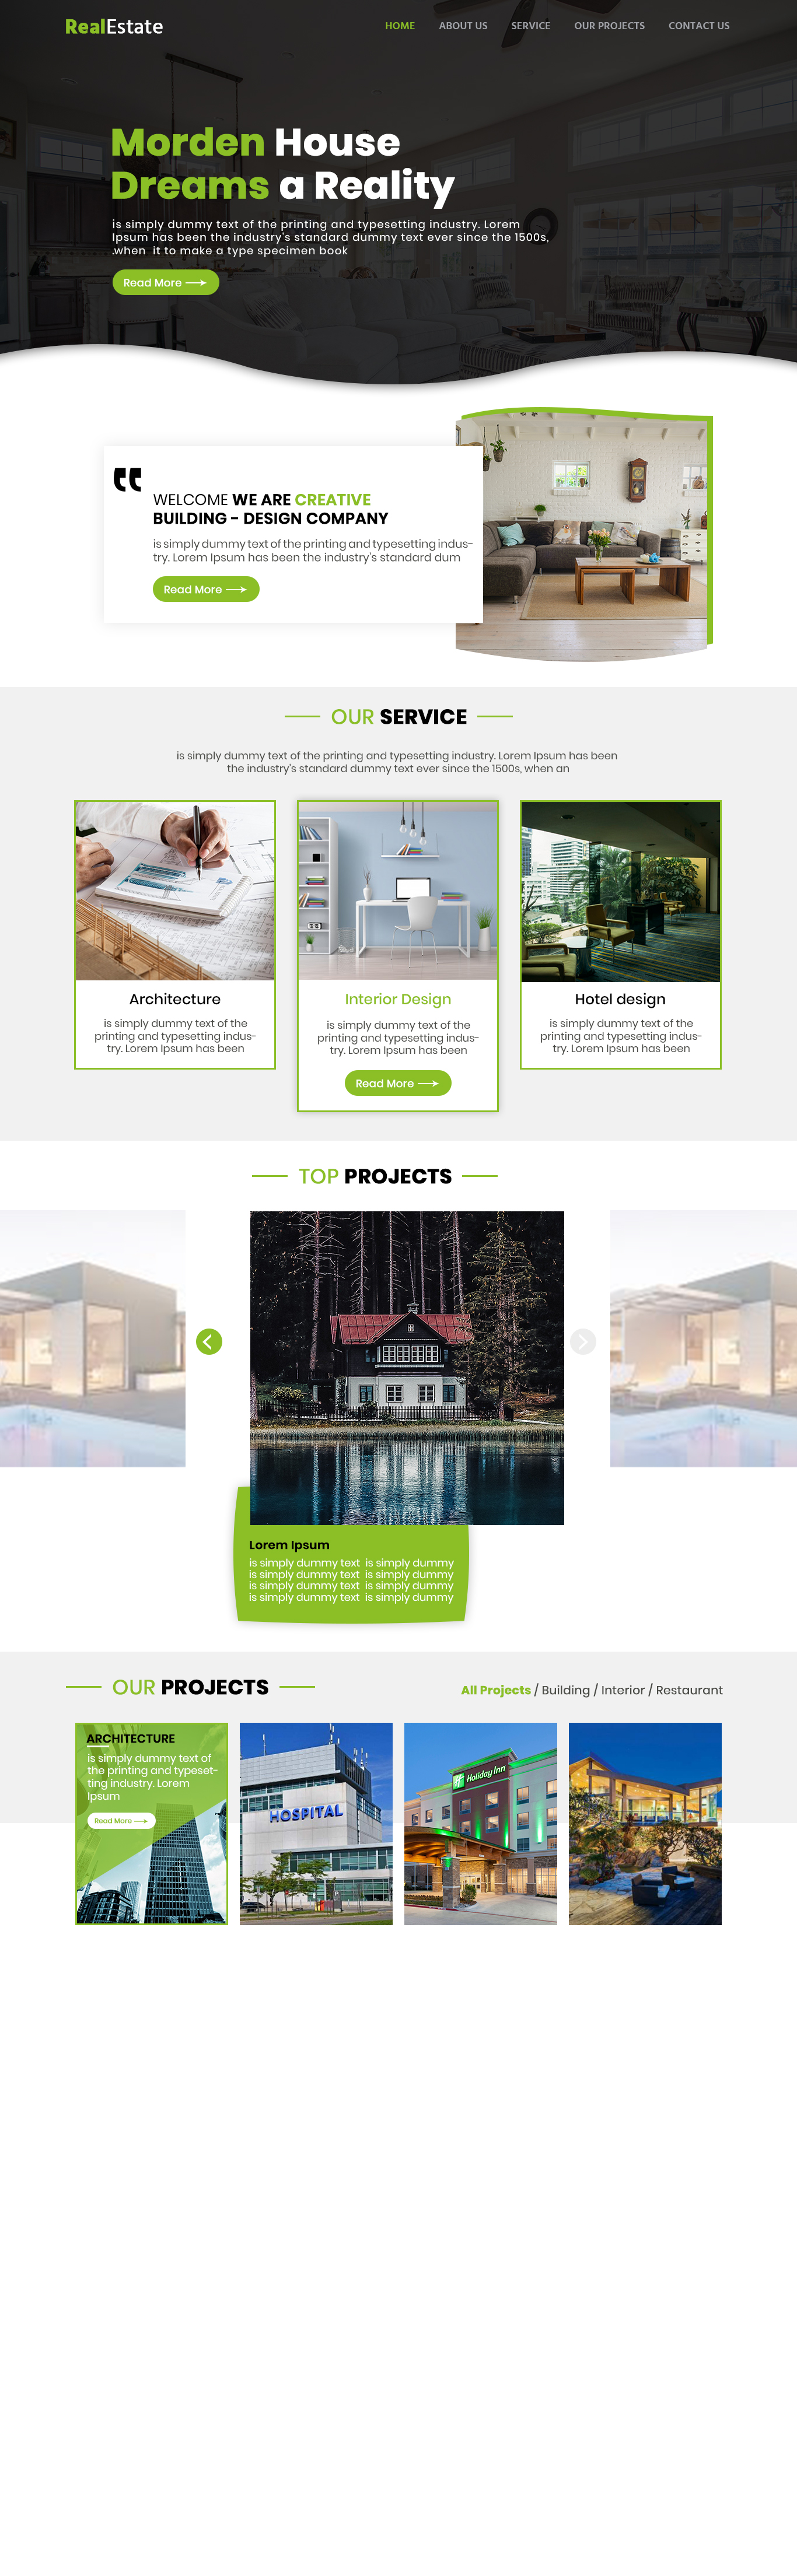 RealEstate
HOME ABOUT US SERVICE OUR PROJECTS CONTACT US
Morden House
Dreams a Reality
is simply dummy text of the printing and typesetting industry. Lorem
Ipsum has been the industry's standard dummy text ever since the 1500s,
.when it to make a type specimen book
Read More
WELCOME WE ARE CREATIVE
BUILDING - DESIGN COMPANY
is simply dummy text of the printing and typesetting indus-
try. Lorem Ipsum has been the industry's standard dum
Read More
OUR SERVICE
is simply dummy text of the printing and typesetting industry. Lorem Ipsum has been
the industry's standard dummy text ever since the 1500s, when an
Architecture
is simply dummy text of the
printing and typesetting indus-
try. Lorem Ipsum has been
Interior Design
is simply dummy text of the
printing and typesetting indus-
try. Lorem Ipsum has been
Read More
Hotel design
is simply dummy text of the
printing and typesetting indus-
try. Lorem Ipsum has been
TOP PROJECTS
Lorem Ipsum
is simply dummy text is simply dummy
is simply dummy text is simply dummy
is simply dummy text is simply dummy
is simply dummy text is simply dummy
OUR PROJECTS
All Projects / Building / Interior / Restaurant
ARCHITECTURE
is simply dummy text of
the printing and typeset-
ting industry. Lorem
Ipsum
Read More
HOSPITAL
Holiday Inn